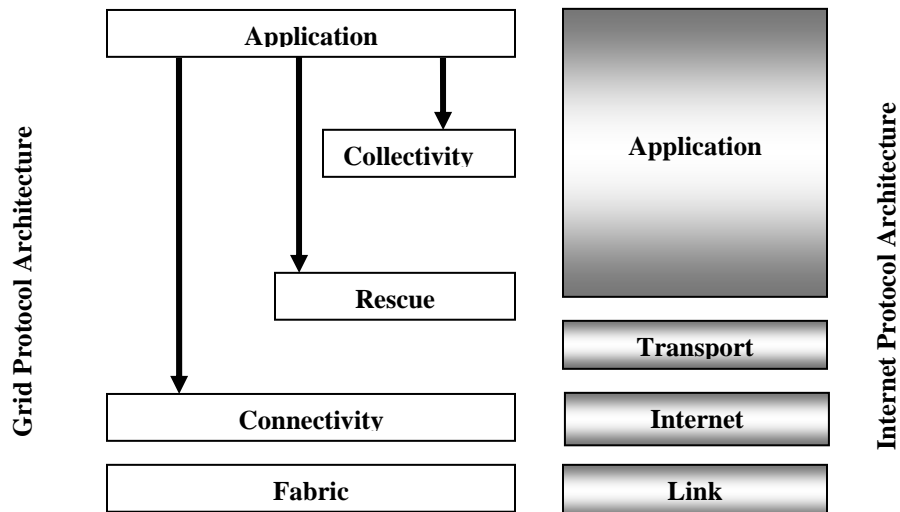 Grid Protocol Architecture
Application
Collectivity
Rescue
Connectivity
Fabric
Application
Transport
Internet
Link
Internet Protocol Architecture